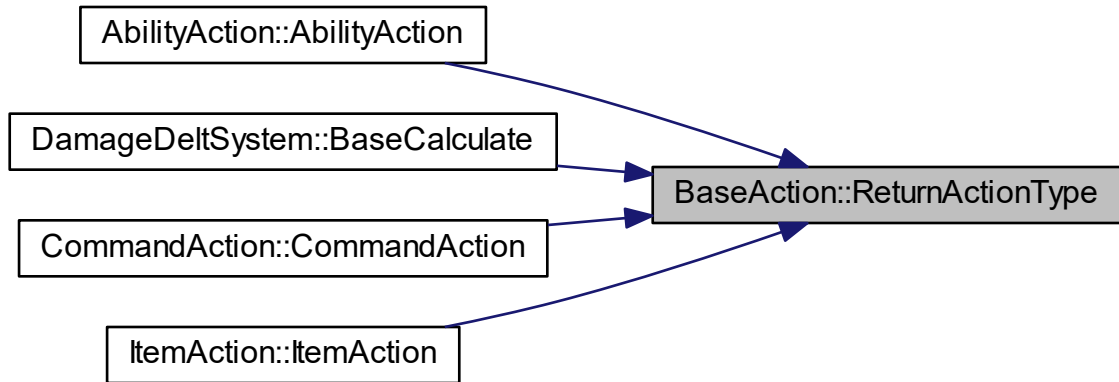 AbilityAction::AbilityAction
DamageDeltSystem::BaseCalculate
BaseAction::ReturnActionType
CommandAction::CommandAction
ItemAction::ItemAction